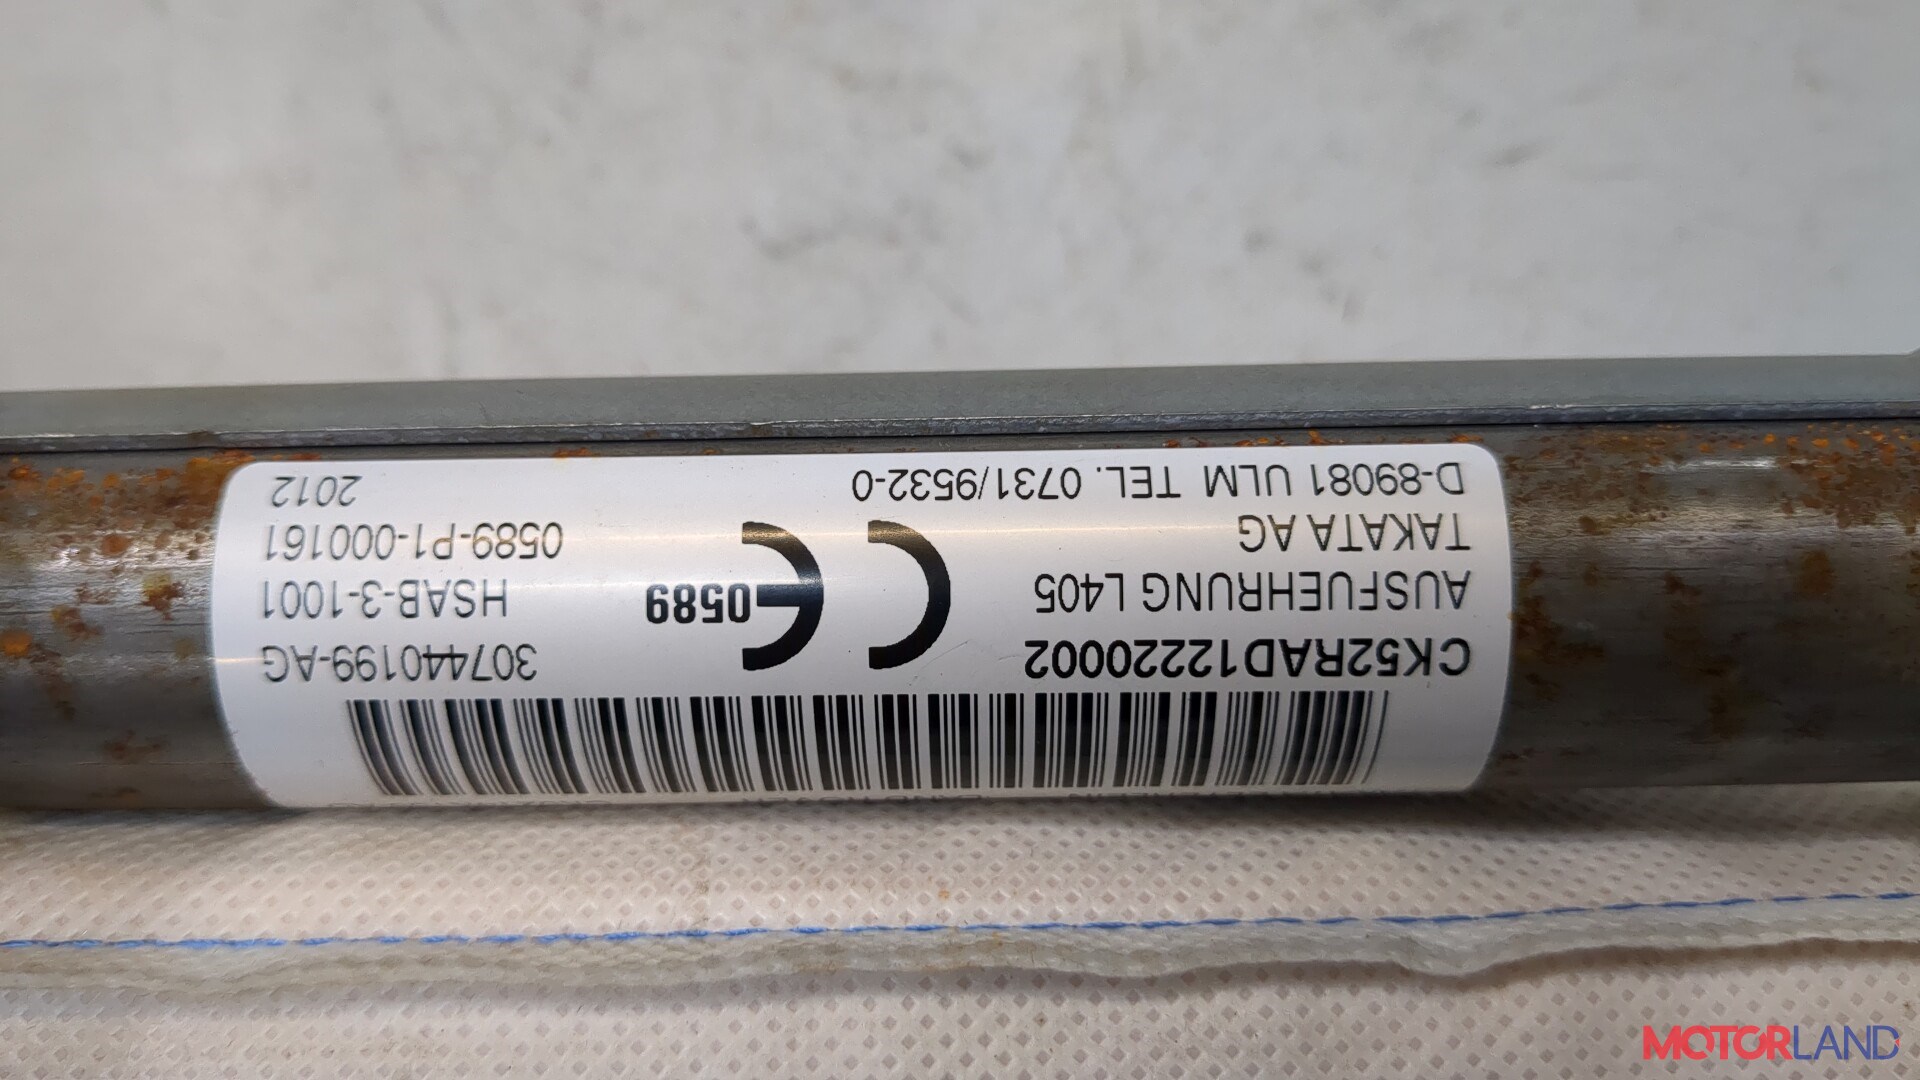 CK52RAD12220002
AUSFUEHRUNG L405
TAKATA AG
D-89081 ULM TEL. 0731/9532-0
CE
0589
307440199-AG
HSAB-3-1001
0589-P1-000161
2012
MOTORLAND